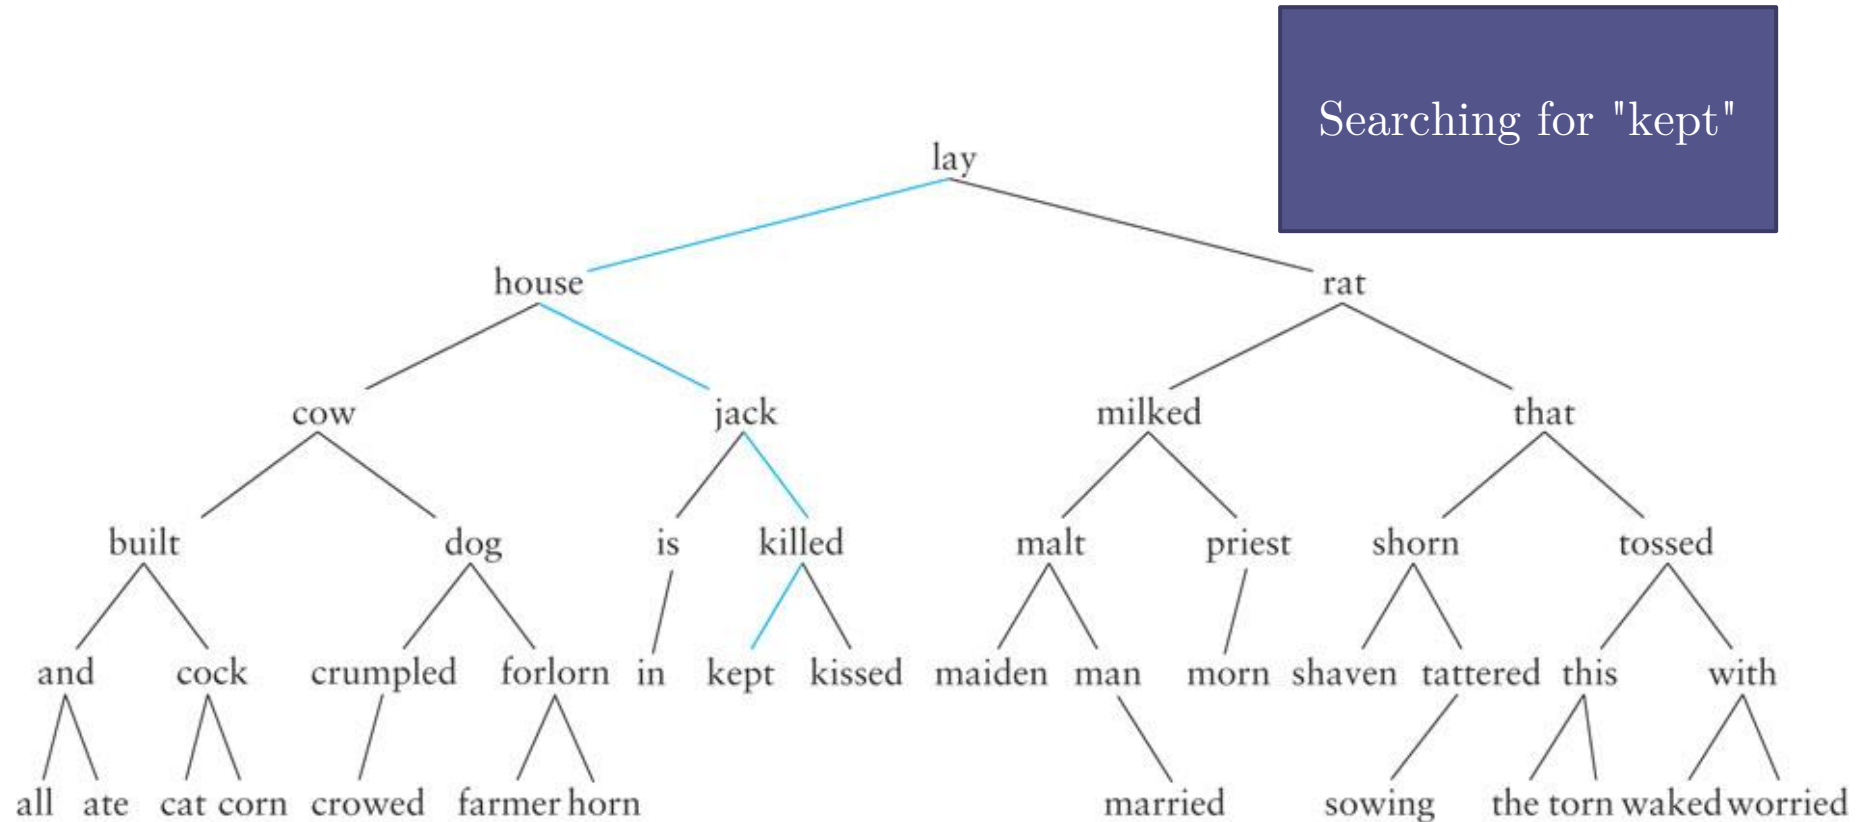 Searching for "kept"
lay
house rat
cow jack milked that
built dog is killed malt priest shorn tossed
and cock crumpled forlorn in kept kissed maiden man morn shaven tattered this with
all ate cat corn crowed farmer horn married sowing the torn waked worried